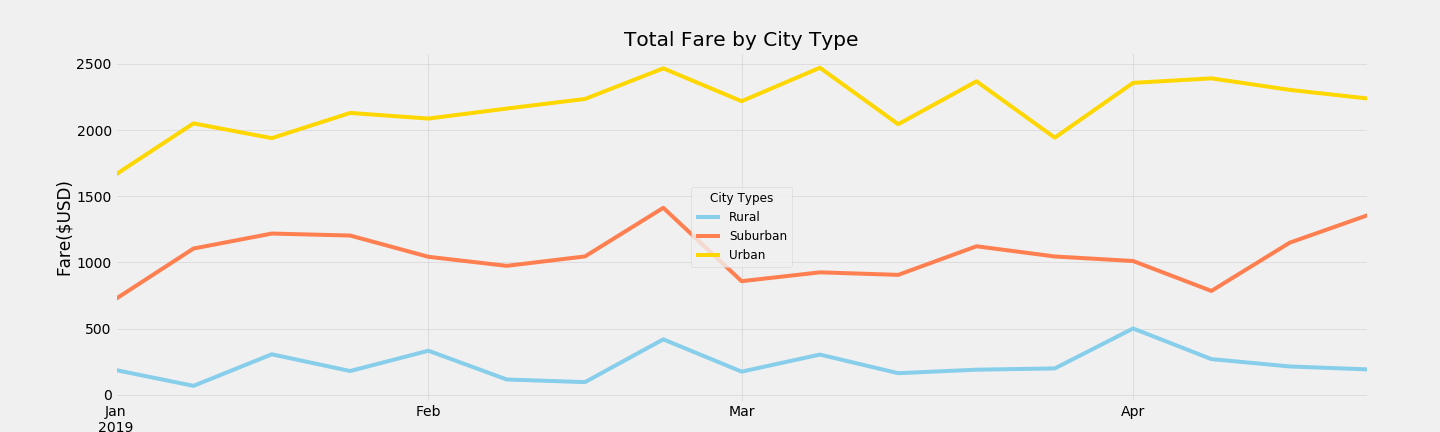 Total Fare by City Type
Fare($USD)
2500
2000
1500
1000
500
0
City Types
Rural
Suburban
Urban
Jan Feb Mar Apr
2019